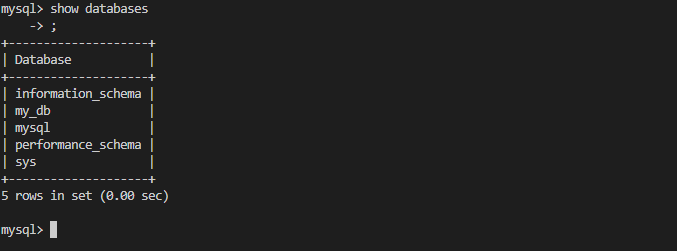 mysql> show databases
    -> ;
+--------------------+
| Database           |
+--------------------+
| information_schema |
| my_db              |
| mysql              |
| performance_schema |
| sys                |
+--------------------+
5 rows in set (0.00 sec)
mysql>